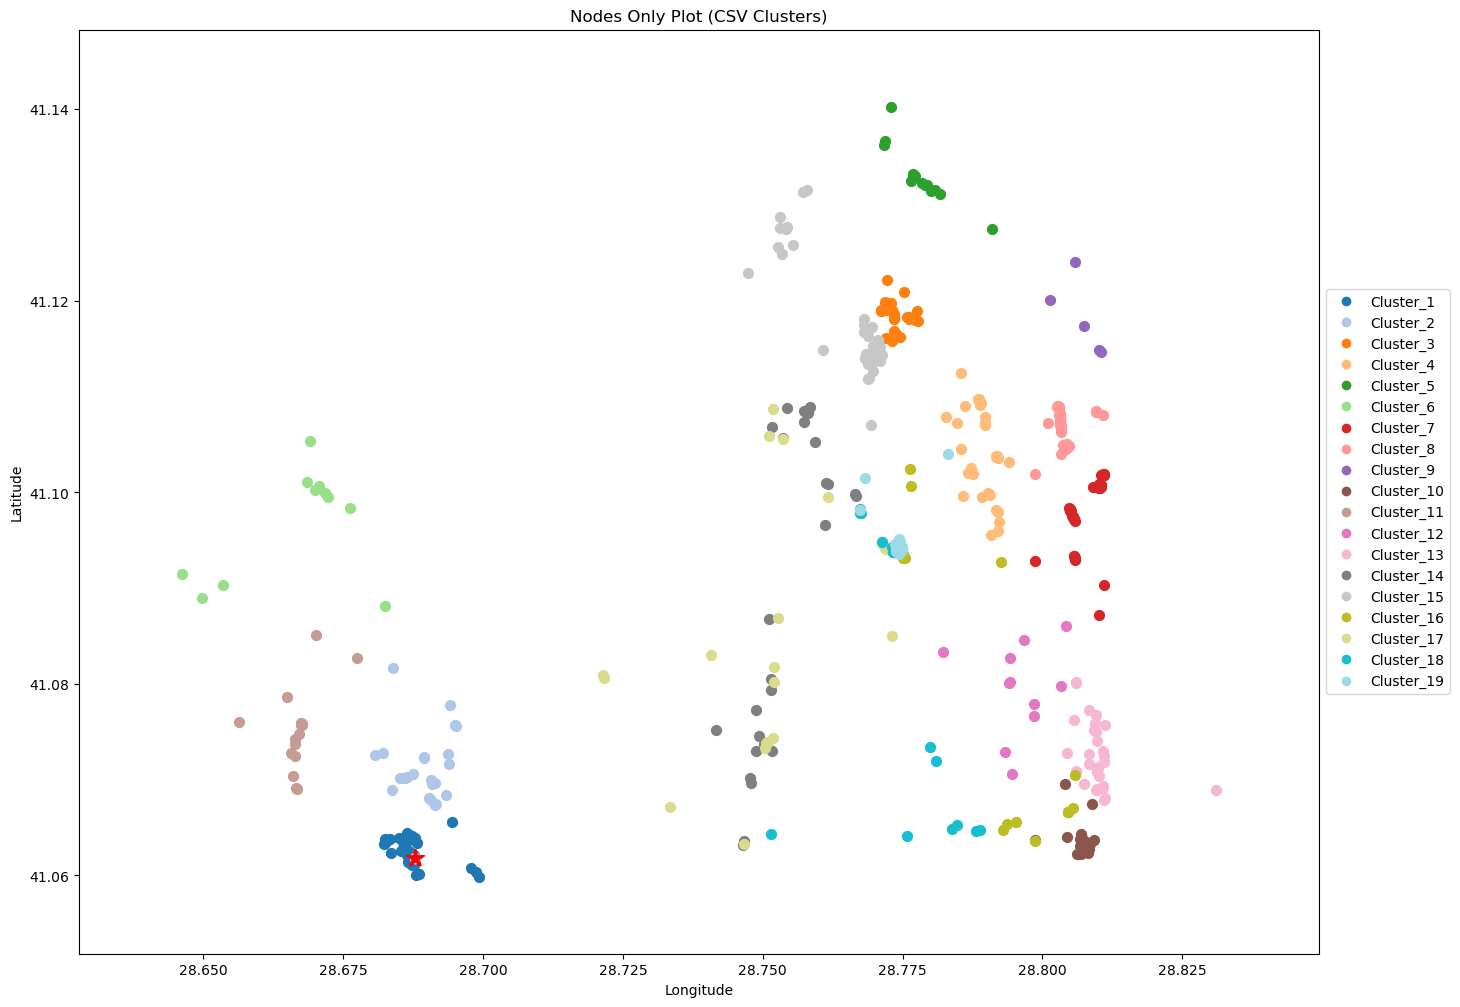 Nodes Only Plot (CSV Clusters)
41.14
41.12
41.10
41.08
41.06
Latitude
28.650
28.675
28.700
28.725
28.750
28.775
28.800
28.825
Longitude
Cluster_1
Cluster_2
Cluster_3
Cluster_4
Cluster_5
Cluster_6
Cluster_7
Cluster_8
Cluster_9
Cluster_10
Cluster_11
Cluster_12
Cluster_13
Cluster_14
Cluster_15
Cluster_16
Cluster_17
Cluster_18
Cluster_19